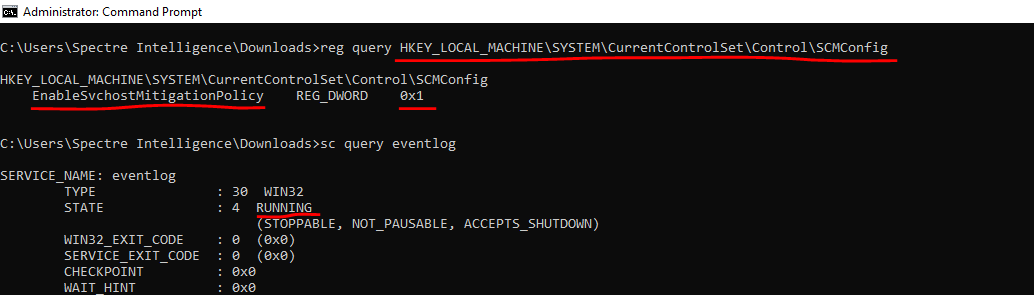 Administrator: Command Prompt
C:\Users\Spectre Intelligence\Downloads>reg query HKEY_LOCAL_MACHINE\SYSTEM\CurrentControlSet\Control\SCMConfig
HKEY_LOCAL_MACHINE\SYSTEM\CurrentControlSet\Control\SCMConfig
    EnableSvchostMitigationPolicy    REG_DWORD    0x1
C:\Users\Spectre Intelligence\Downloads>sc query eventlog
SERVICE_NAME: eventlog
        TYPE               : 30  WIN32
        STATE              : 4  RUNNING
                                (STOPPABLE, NOT_PAUSABLE, ACCEPTS_SHUTDOWN)
        WIN32_EXIT_CODE    : 0  (0x0)
        SERVICE_EXIT_CODE  : 0  (0x0)
        CHECKPOINT         : 0x0
        WAIT_HINT          : 0x0